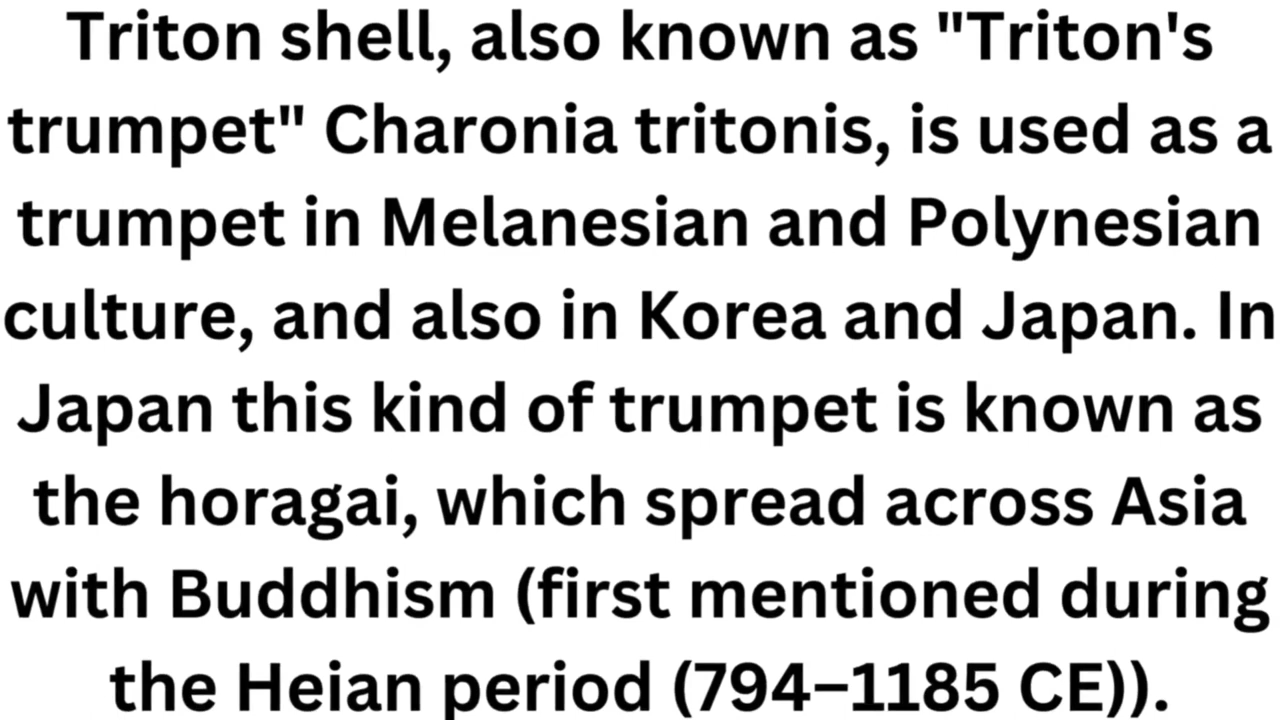 Triton shell, also known as "Triton's
trumpet" Charonia tritonis, is used as a
trumpet in Melanesian and Polynesian
culture, and also in Korea and Japan. In
Japan this kind of trumpet is known as
the horagai, which spread across Asia
with Buddhism (first mentioned during
the Heian period (794–1185 CE)).